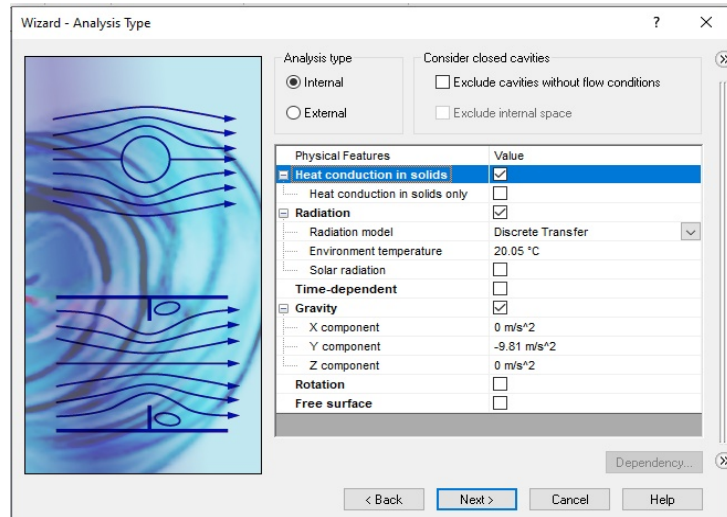 Wizard - Analysis Type
Analysis type
Internal
External
Consider closed cavities
Exclude cavities without flow conditions
Exclude internal space
Physical Features Value
Heat conduction in solids
Heat conduction in solids only
Radiation
Radiation model Discrete Transfer
Environment temperature 20.05 °C
Solar radiation
Time-dependent
Gravity
X component 0 m/s^2
Y component -9.81 m/s^2
Z component 0 m/s^2
Rotation
Free surface
Dependency...
< Back Next > Cancel Help